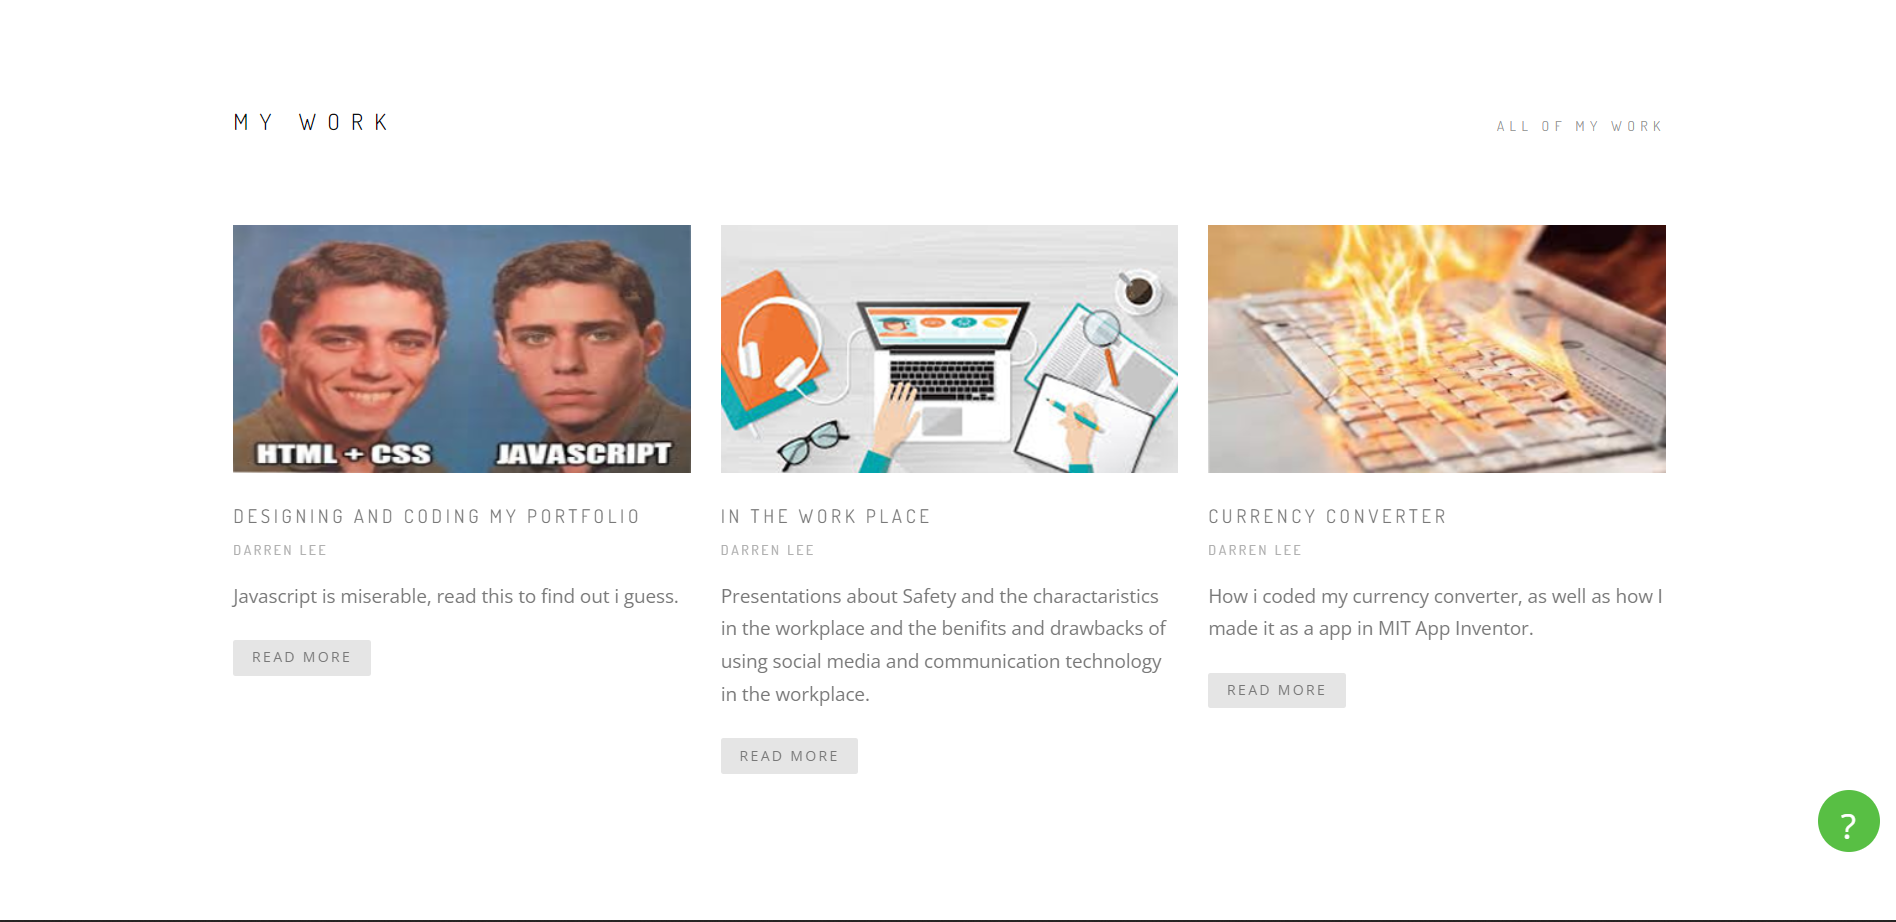 MY WORK
ALL OF MY WORK
HTML + CSS
JAVASCRIPT
DESIGNING AND CODING MY PORTFOLIO
DARREN LEE
Javascript is miserable, read this to find out i guess.
READ MORE
IN THE WORK PLACE
DARREN LEE
Presentations about Safety and the charactaristics
in the workplace and the benifits and drawbacks of
using social media and communication technology
in the workplace.
READ MORE
CURRENCY CONVERTER
DARREN LEE
How i coded my currency converter, as well as how I
made it as a app in MIT App Inventor.
READ MORE
?